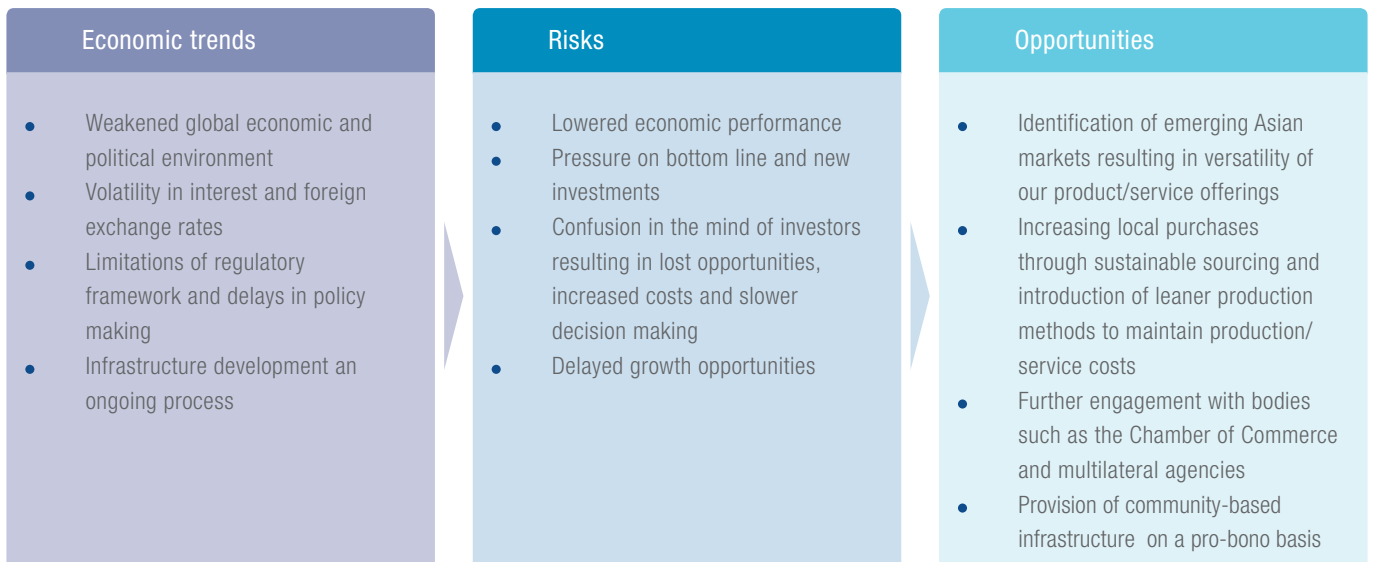 Economic trends
● Weakened global economic and
political environment
● Volatility in interest and foreign
exchange rates
● Limitations of regulatory
framework and delays in policy
making
● Infrastructure development an
ongoing process
Risks
● Lowered economic performance
● Pressure on bottom line and new
investments
● Confusion in the mind of investors
resulting in lost opportunities,
increased costs and slower
decision making
● Delayed growth opportunities
Opportunities
● Identification of emerging Asian
markets resulting in versatility of
our product/service offerings
● Increasing local purchases
through sustainable sourcing and
introduction of leaner production
methods to maintain production/
service costs
● Further engagement with bodies
such as the Chamber of Commerce
and multilateral agencies
● Provision of community-based
infrastructure on a pro-bono basis